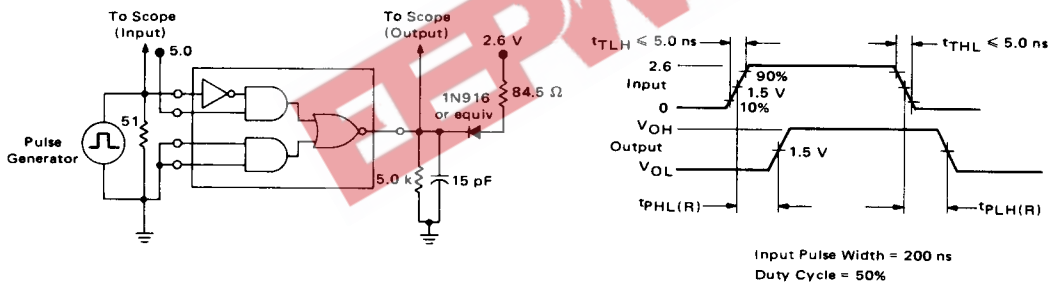 To Scope
(Input)
5.0
51
Pulse
Generator
To Scope
(Output)
2.6 V
84.5 Ω
1N916
or equiv
5.0 k
15 pF
tTLH ≤ 5.0 ns
tTHL ≤ 5.0 ns
2.6
Input
0
90%
1.5 V
10%
VOH
Output
VOL
1.5 V
tPHL(R)
tPLH(R)
Input Pulse Width = 200 ns
Duty Cycle = 50%